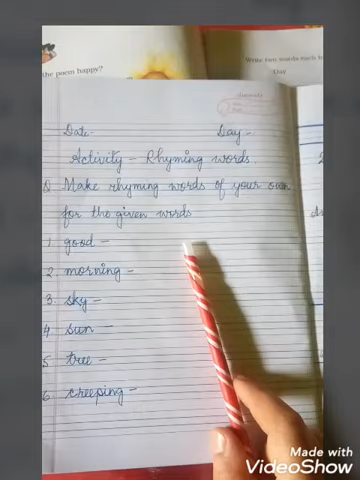 the poem happy?
Write two words each
Day
Date-
Day-
Activity - Rhyming words.
Q. Make rhyming words of your own
for the given words
1. good -
2. morning -
3. sky -
4. sun -
5 tree -
6 creeping -
Made with
VideoShow